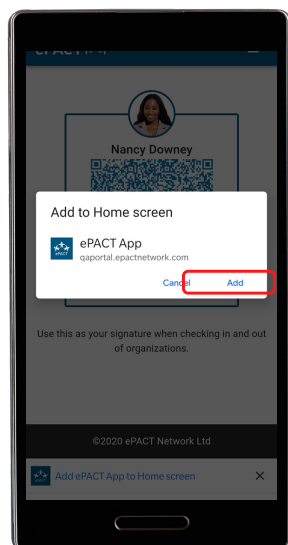 ePACT
Nancy Downey
Add to Home screen
ePACT
ePACT App
qaportal.epactnetwork.com
Cancel
Add
Use this as your signature when checking in and out
of organizations.
©2020 ePACT Network Ltd
ePACT
Add ePACT App to Home screen